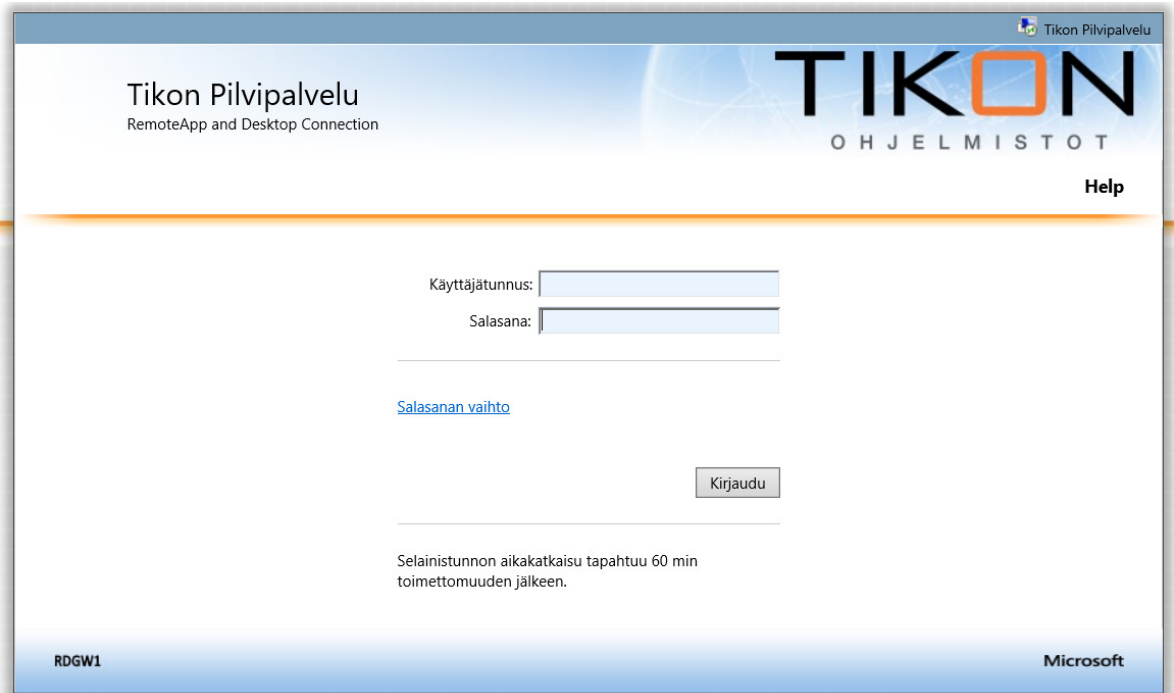 Tikon Pilvipalvelu
Tikon Pilvipalvelu
RemoteApp and Desktop Connection
TIKON
OHJELMISTOT
Help
Käyttäjätunnus:
Salasana:
Salasanan vaihto
Kirjaudu
Selainistunnon aikakatkaisu tapahtuu 60 min
toimettomuuden jälkeen.
RDGW1
Microsoft